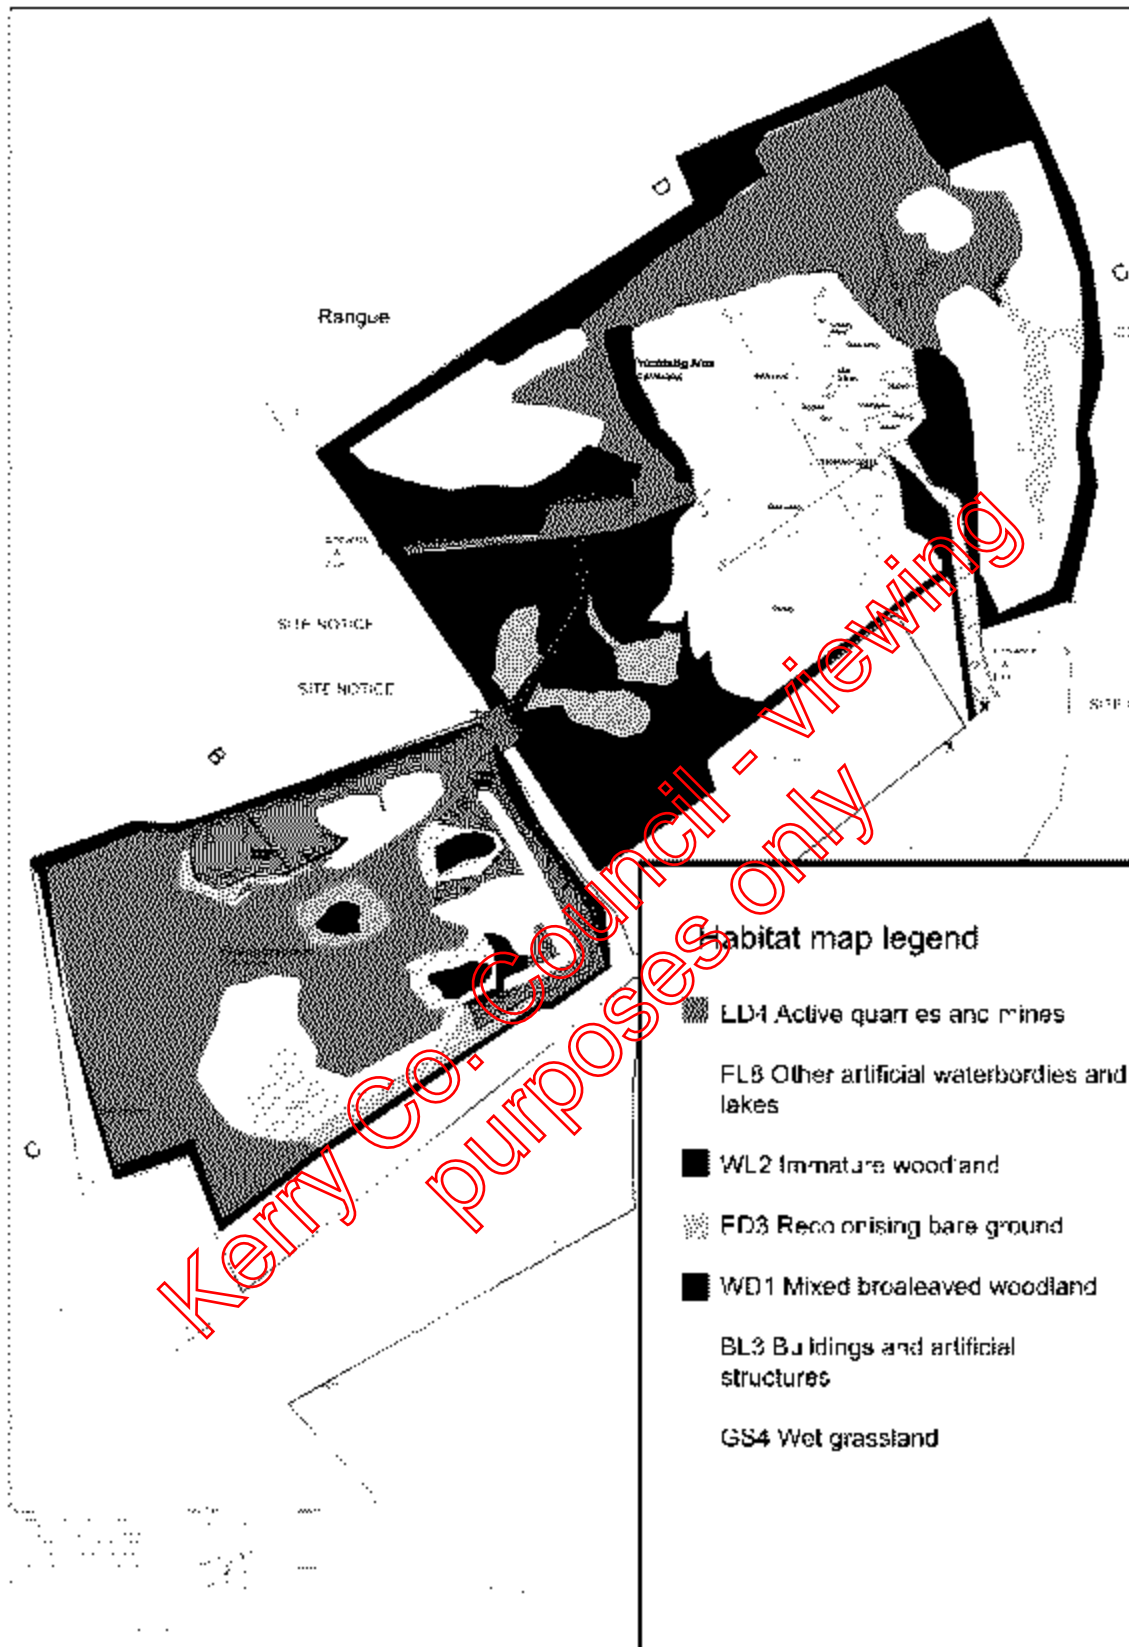 D
C
Rangue
SITE NOTICE
SITE NOTICE
SITE
B
C
Kerry Co. Council - viewing
purposes only
Habitat map legend
ED4 Active quarries and mines
FL8 Other artificial waterbordies and
lakes
WL2 Immature woodland
ED3 Recolonising bare ground
WD1 Mixed broaleaved woodland
BL3 Buildings and artificial
structures
GS4 Wet grassland